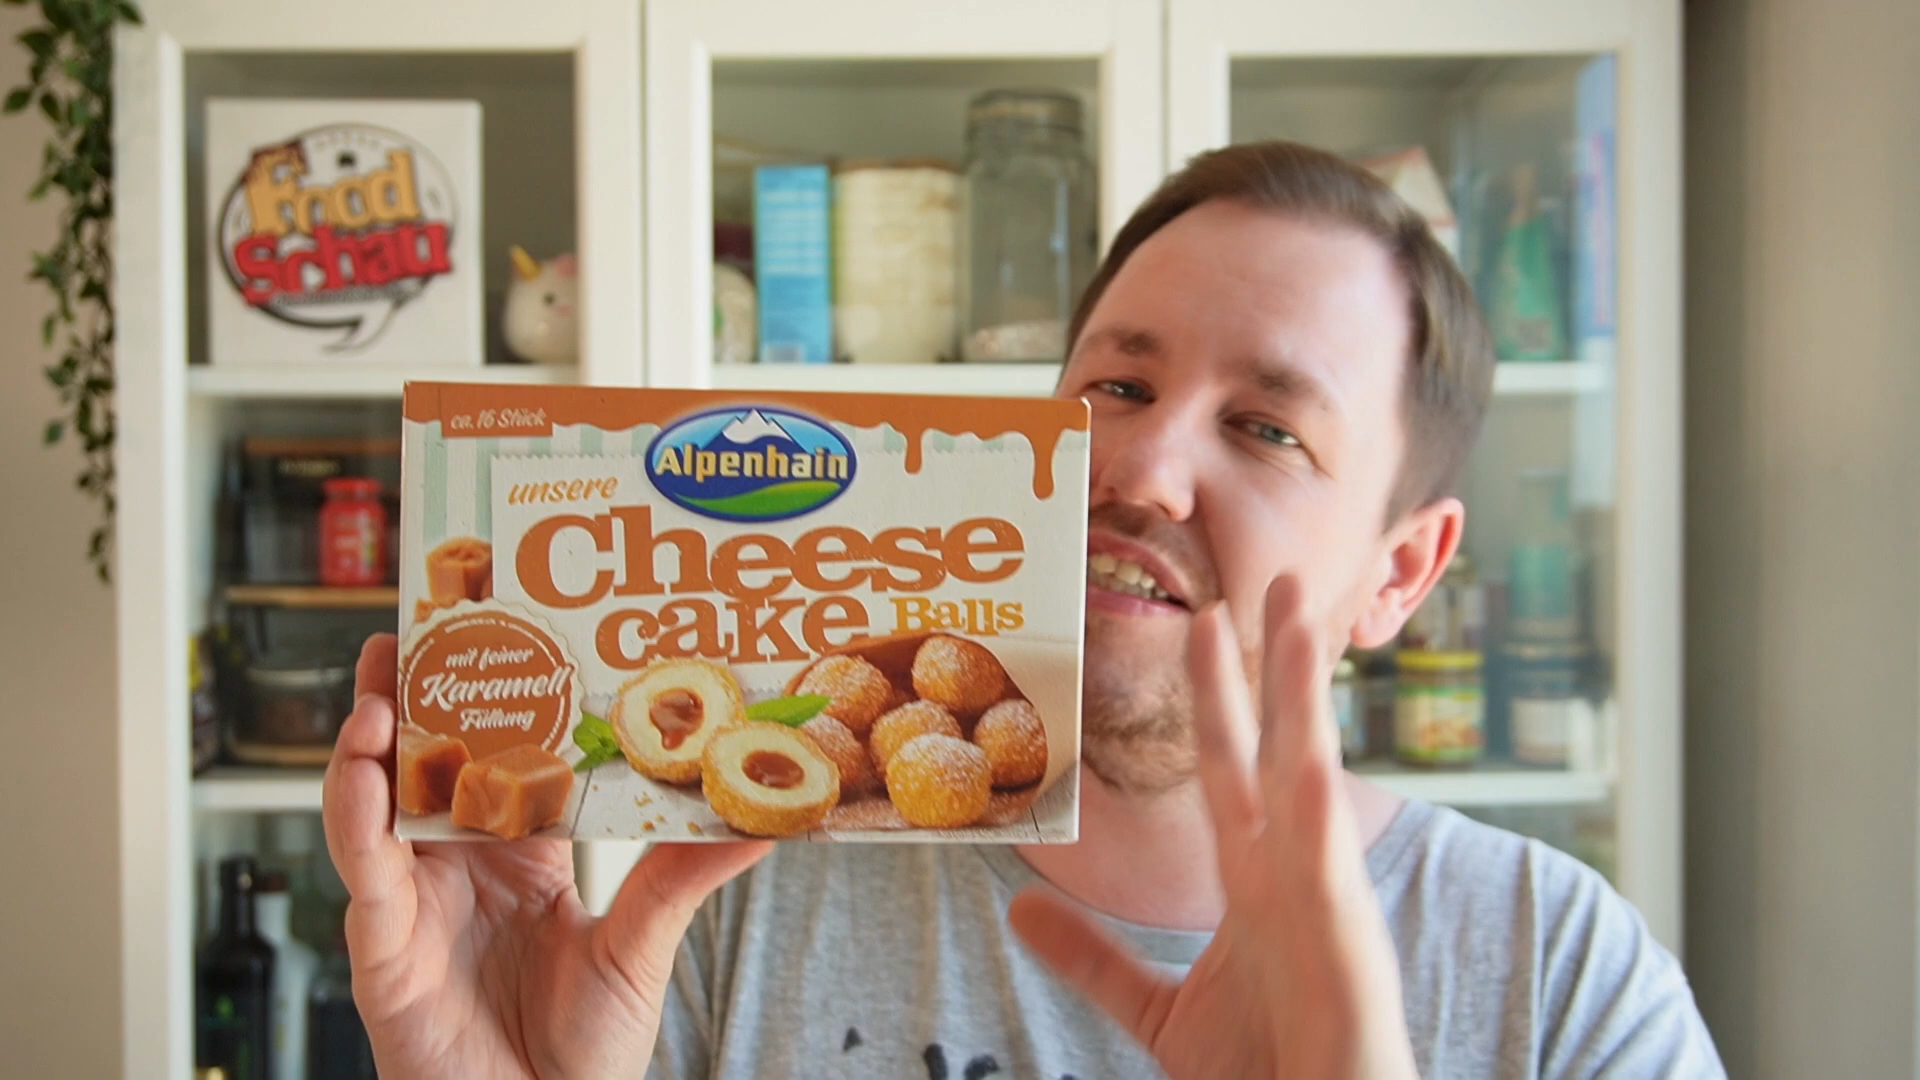 Food
Schau
ca. 16 Stück
Alpenhain
unsere
Cheese
cake Balls
mit feiner
Karamell
Füllung